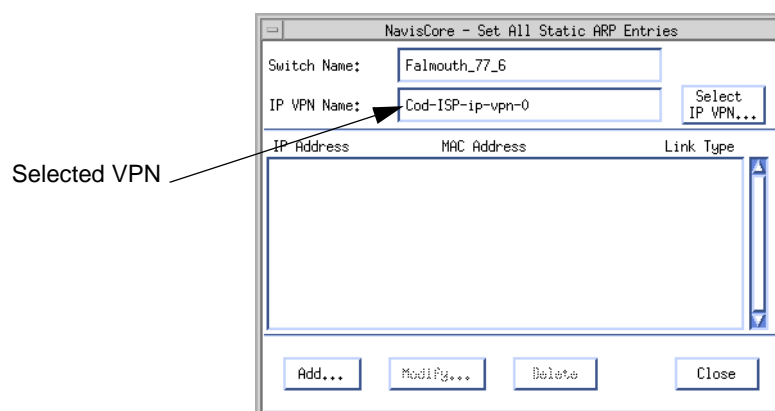 NavisCore - Set All Static ARP Entries
Switch Name: Falmouth_77_6
IP VPN Name: Cod-ISP-ip-vpn-0
Select
IP VPN...
Selected VPN
IP Address MAC Address Link Type
Add... Modify... Delete Close